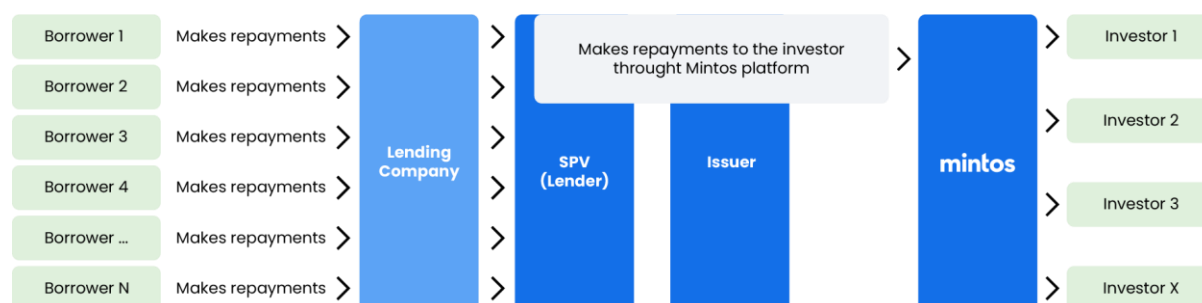 Borrower 1 Makes repayments
Borrower 2 Makes repayments
Borrower 3 Makes repayments
Borrower 4 Makes repayments
Borrower ... Makes repayments
Borrower N Makes repayments
Lending
Company
SPV
(Lender)
Makes repayments to the investor
throught Mintos platform
Issuer
mintos
Investor 1
Investor 2
Investor 3
Investor X